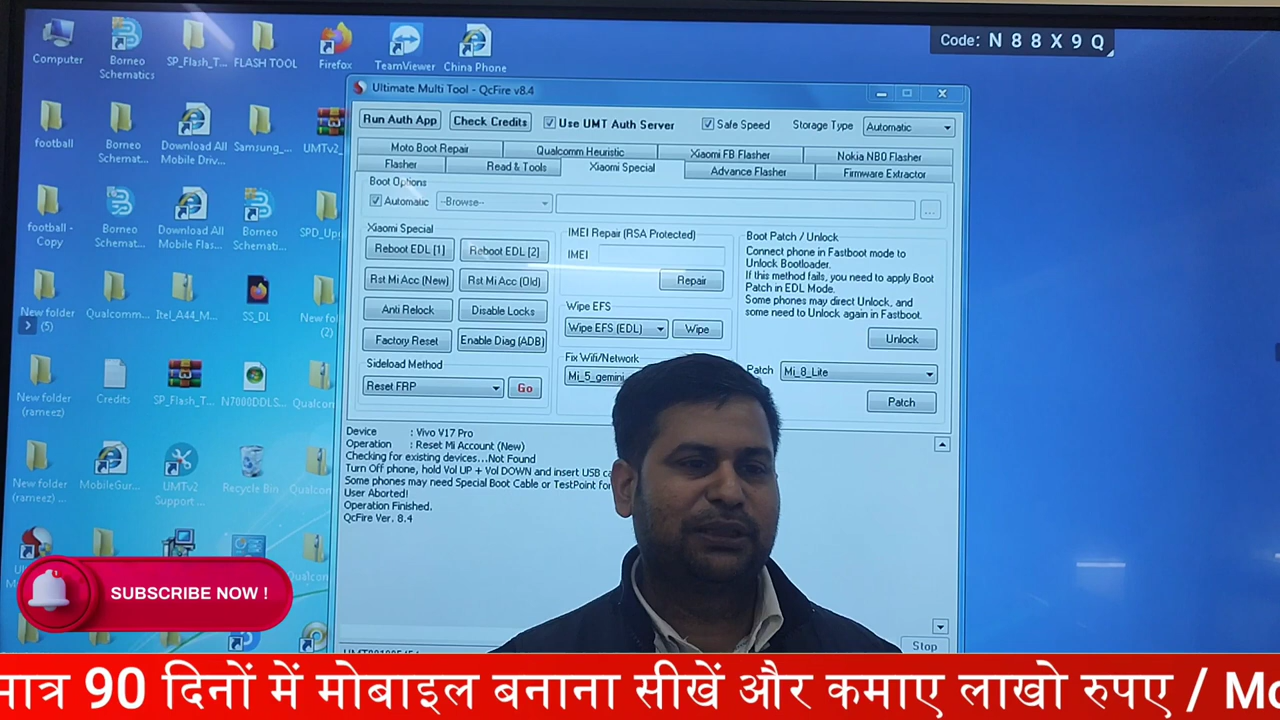 Code: N 8 8 X 9 Q
Computer
Borneo Schematics
SP_Flash_T...
FLASH TOOL
Firefox
TeamViewer
China Phone
football
Borneo Schemat...
Download All Mobile Driv...
Samsung_...
UMTv2_
football - Copy
Borneo Schemat...
Download All Mobile Flas...
Borneo Schemati...
SPD_Upg
New folder (5)
Qualcomm...
Itel_A44_M...
SS_DL
New fol (2)
New folder (rameez)
Credits
SP_Flash_T...
N7000DDLS...
Qualcon
New folder (rameez) ...
MobileGur...
UMTv2 Support ...
Recycle Bin
Qualcon
Qualcon
Ultimate Multi Tool - QcFire v8.4
Run Auth App
Check Credits
Use UMT Auth Server
Safe Speed
Storage Type
Automatic
Moto Boot Repair
Qualcomm Heuristic
Xiaomi FB Flasher
Nokia NB0 Flasher
Flasher
Read & Tools
Xiaomi Special
Advance Flasher
Firmware Extractor
Boot Options
Automatic
--Browse--
...
Xiaomi Special
Reboot EDL [1]
Reboot EDL [2]
Rst Mi Acc (New)
Rst Mi Acc (Old)
Anti Relock
Disable Locks
Factory Reset
Enable Diag (ADB)
Sideload Method
Reset FRP
Go
IMEI Repair (RSA Protected)
IMEI
Repair
Wipe EFS
Wipe EFS (EDL)
Wipe
Fix Wifi/Network
Mi_5_gemini
Boot Patch / Unlock
Connect phone in Fastboot mode to
Unlock Bootloader.
If this method fails, you need to apply Boot
Patch in EDL Mode.
Some phones may direct Unlock, and
some need to Unlock again in Fastboot.
Unlock
Patch
Mi_8_Lite
Patch
Device : Vivo V17 Pro
Operation : Reset Mi Account (New)
Checking for existing devices...Not Found
Turn Off phone, hold Vol UP + Vol DOWN and insert USB ca
Some phones may need Special Boot Cable or TestPoint for
User Aborted!
Operation Finished.
QcFire Ver. 8.4
Stop
SUBSCRIBE NOW !
मात्र 90 दिनों में मोबाइल बनाना सीखें और कमाए लाखो रुपए / Mo